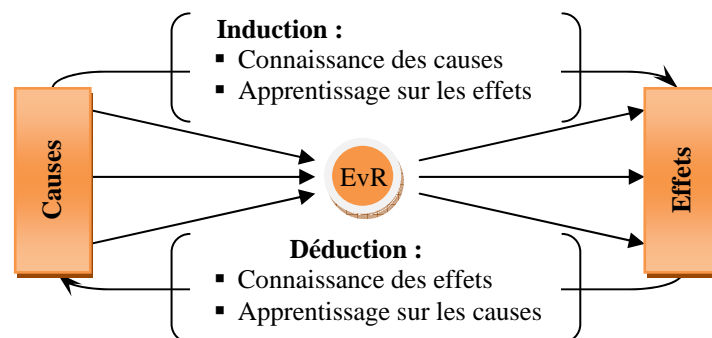 Induction :
▪ Connaissance des causes
▪ Apprentissage sur les effets
Causes
EvR
Effets
Déduction :
▪ Connaissance des effets
▪ Apprentissage sur les causes